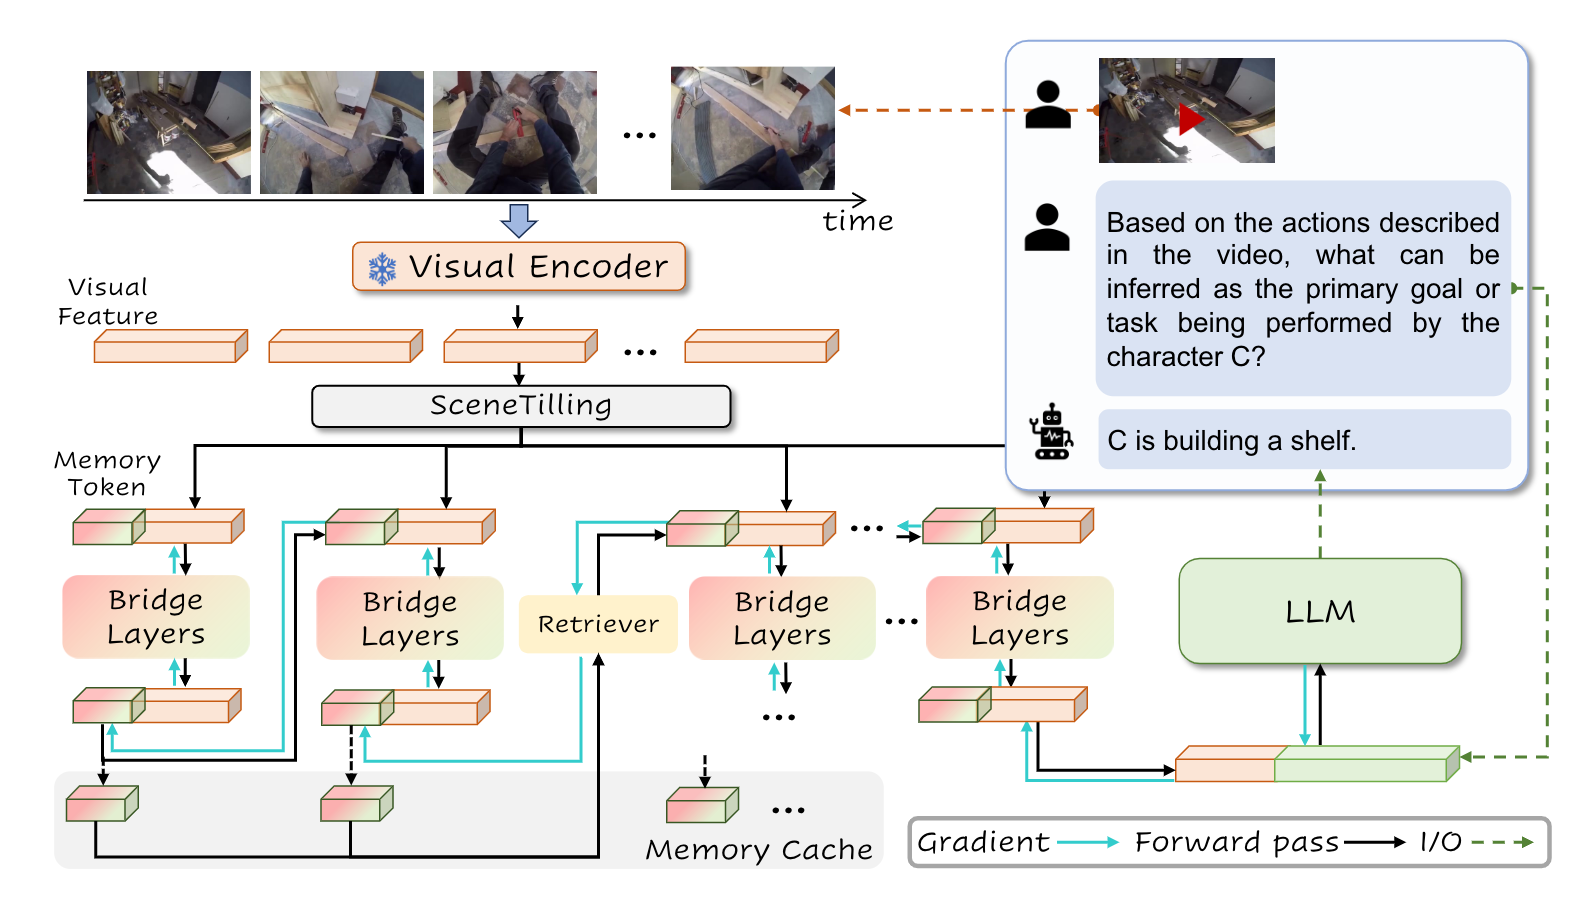 time
Visual Encoder
Visual
Feature
...
SceneTilling
Memory
Token
Bridge
Layers
Bridge
Layers
Retriever
Bridge
Layers
Bridge
Layers
Memory Cache
Based on the actions described
in the video, what can be
inferred as the primary goal or
task being performed by the
character C?
C is building a shelf.
LLM
Gradient
Forward pass
I/O